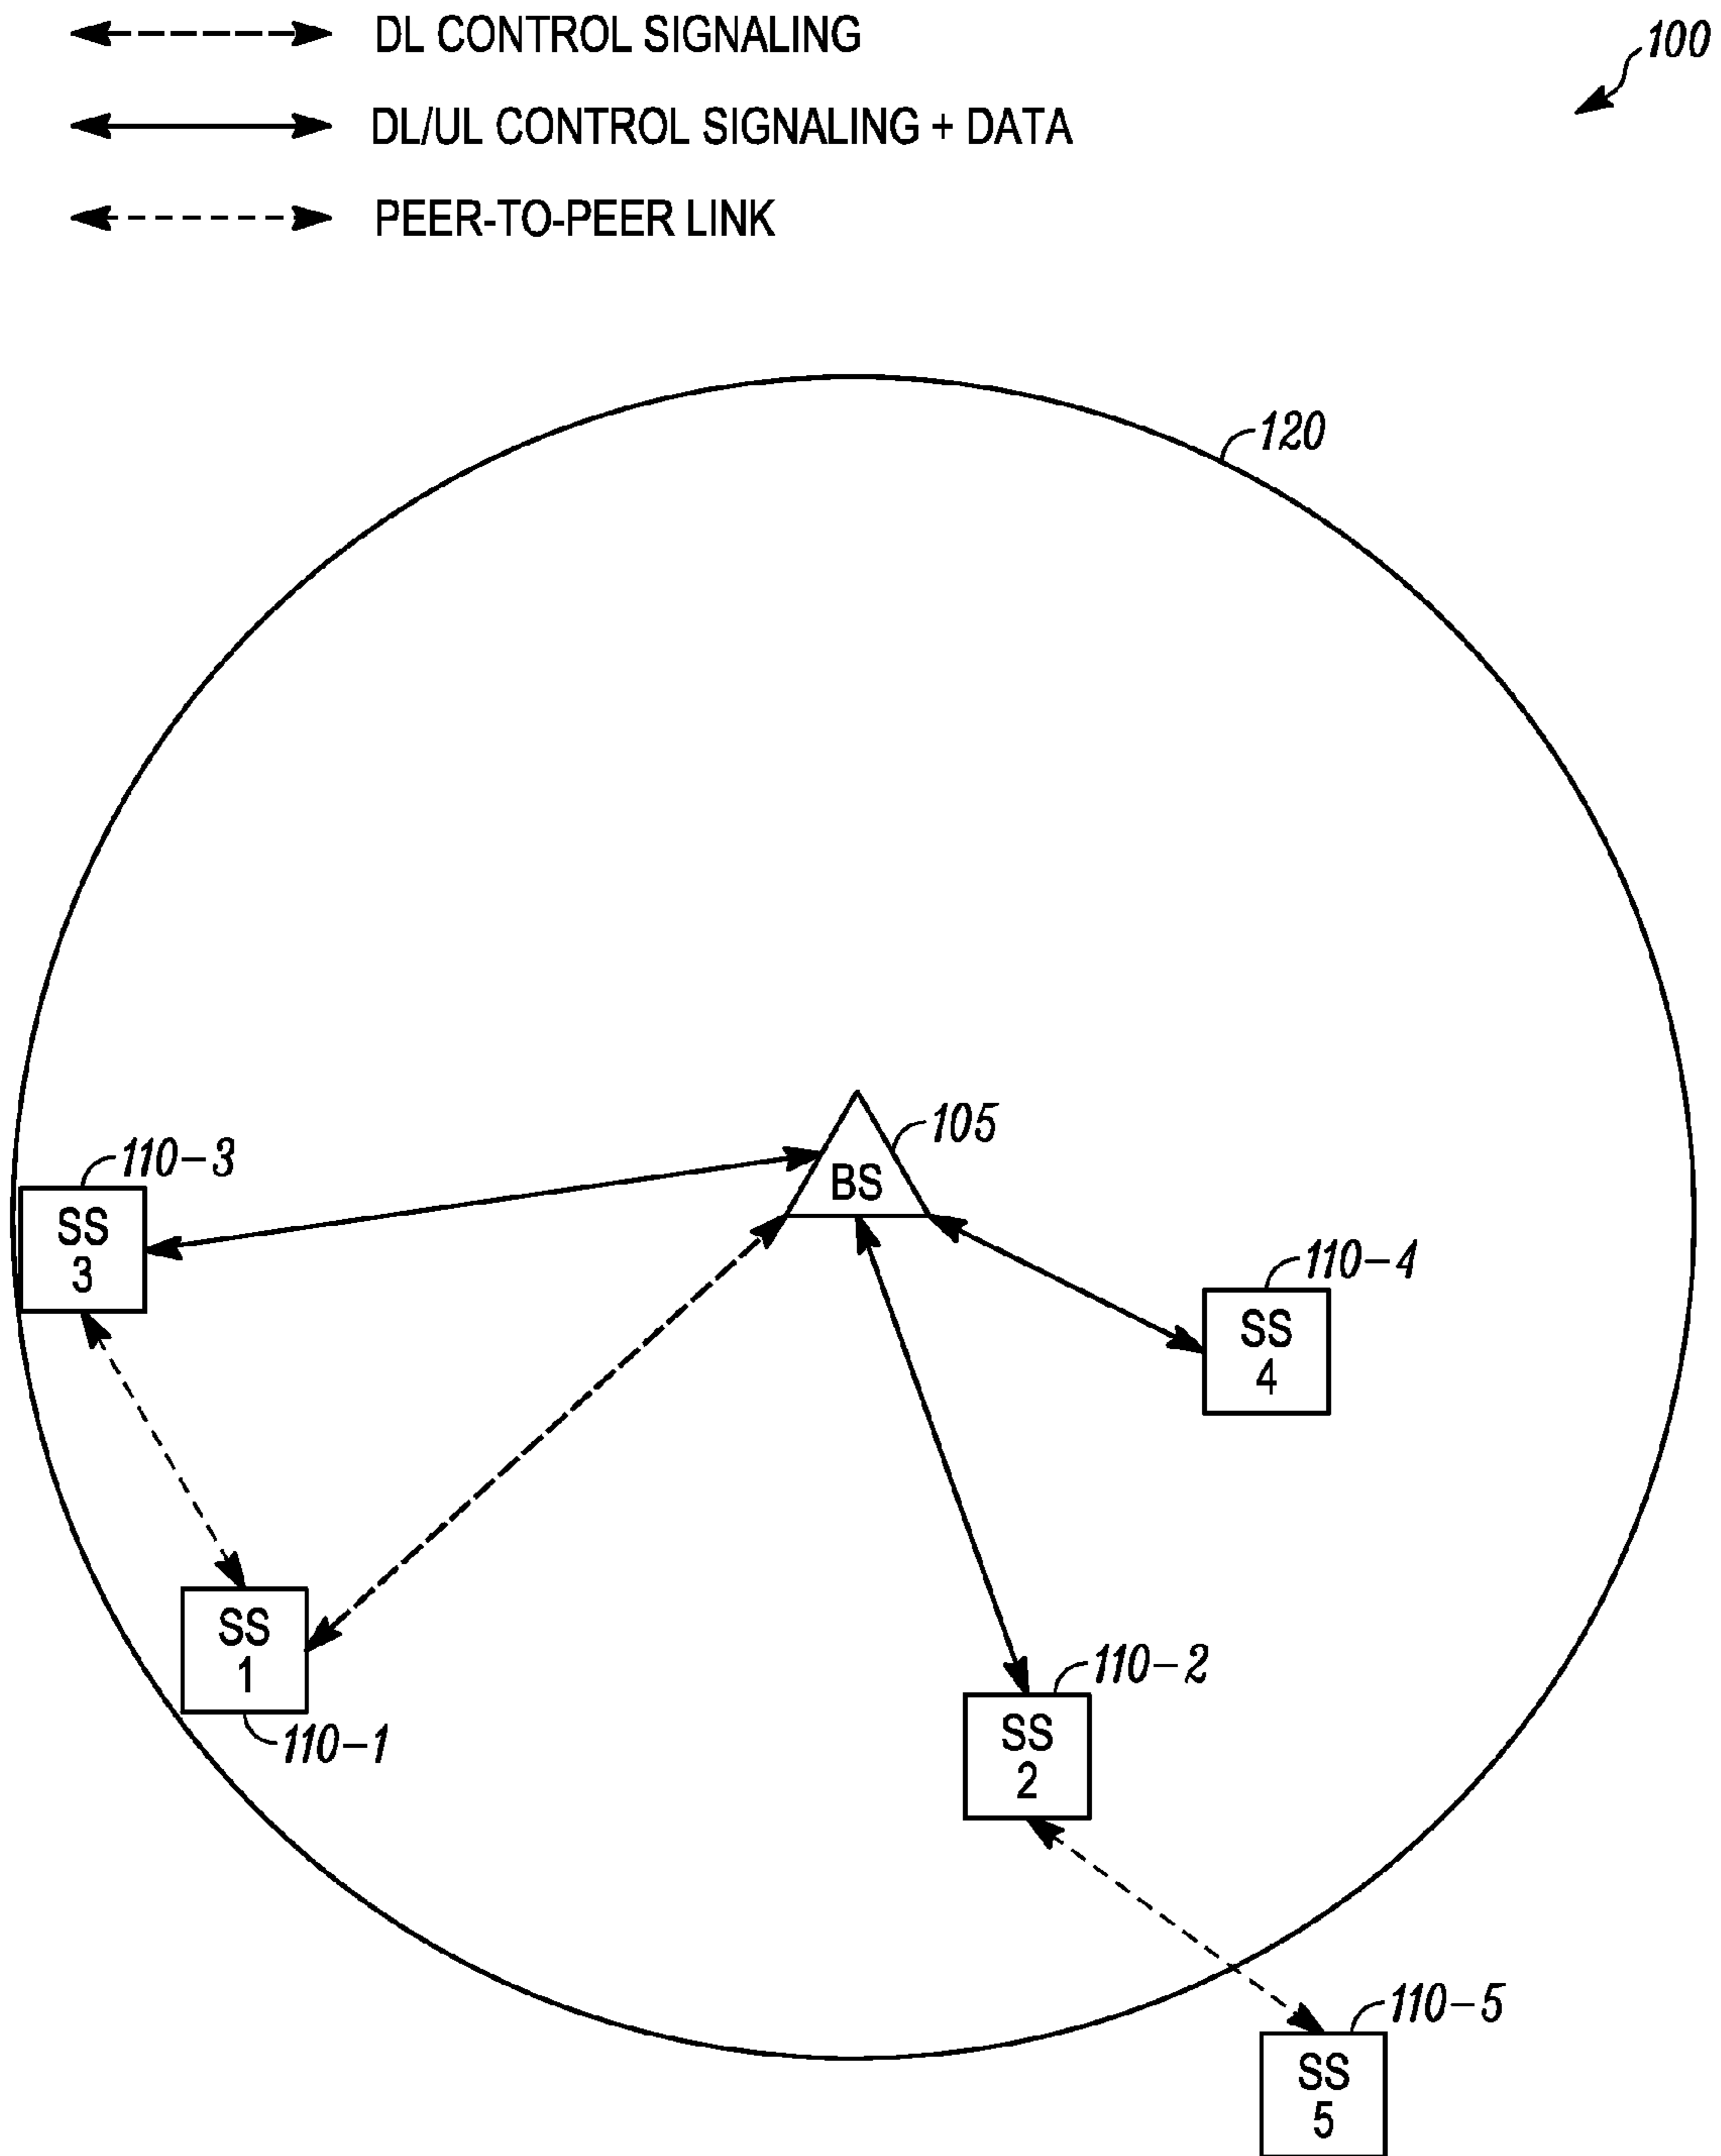 DL CONTROL SIGNALING
100
DL/UL CONTROL SIGNALING + DATA
PEER-TO-PEER LINK
120
105
BS
110-3
SS
3
110-4
SS
4
SS
1
110-1
110-2
SS
2
110-5
SS
5